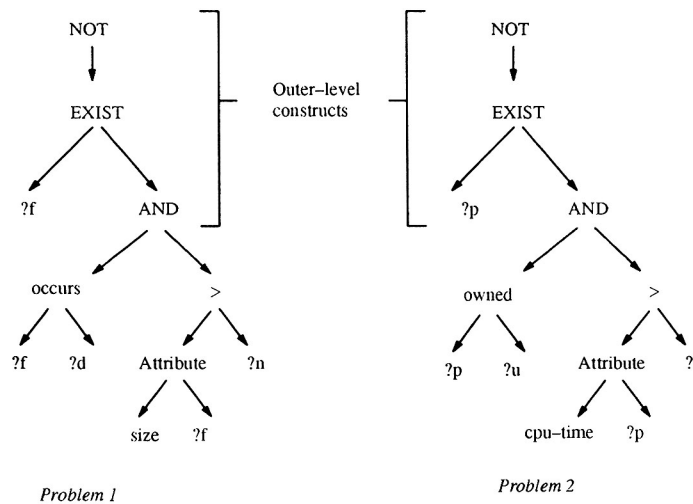 NOT
NOT
Outer-level
constructs
EXIST
EXIST
?f
AND
?p
AND
occurs
>
owned
>
?f
?d
Attribute
?n
?p
?u
Attribute
?
size
?f
cpu-time
?p
Problem 1
Problem 2